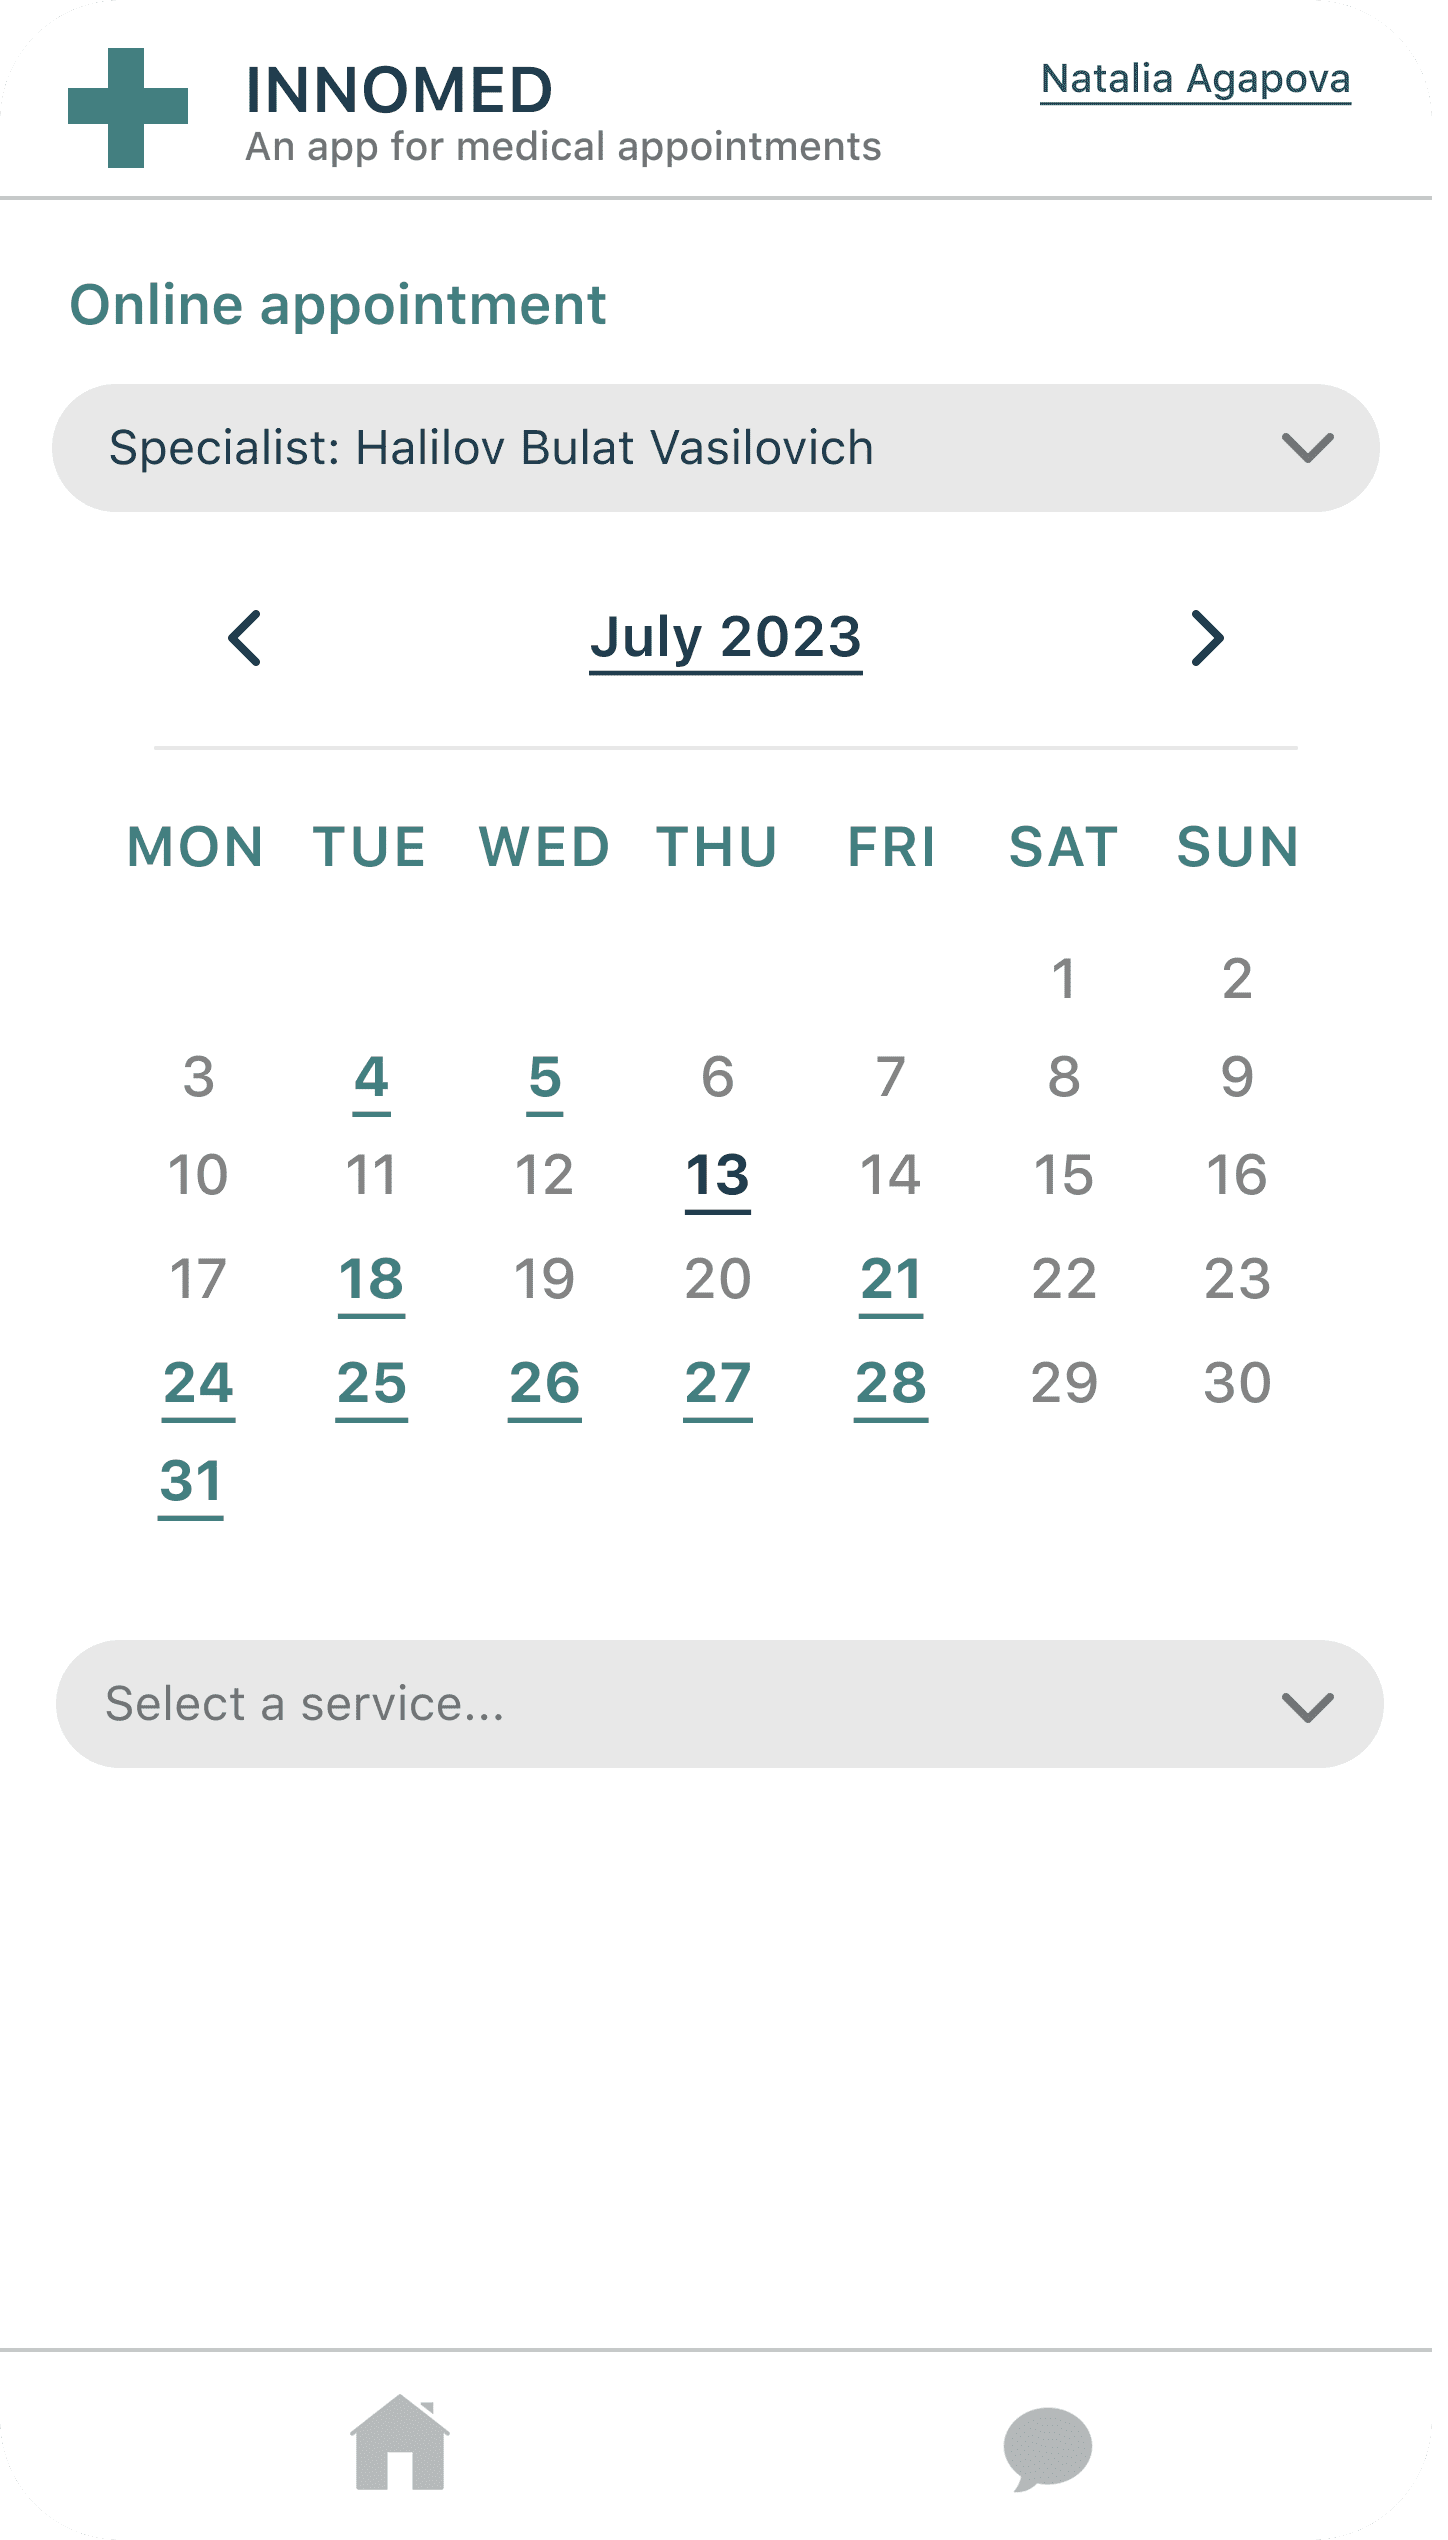 INNOMED
An app for medical appointments
Natalia Agapova
Online appointment
Specialist: Halilov Bulat Vasilovich
July 2023
MON TUE WED THU FRI SAT SUN
1 2
3 4 5 6 7 8 9
10 11 12 13 14 15 16
17 18 19 20 21 22 23
24 25 26 27 28 29 30
31
Select a service...